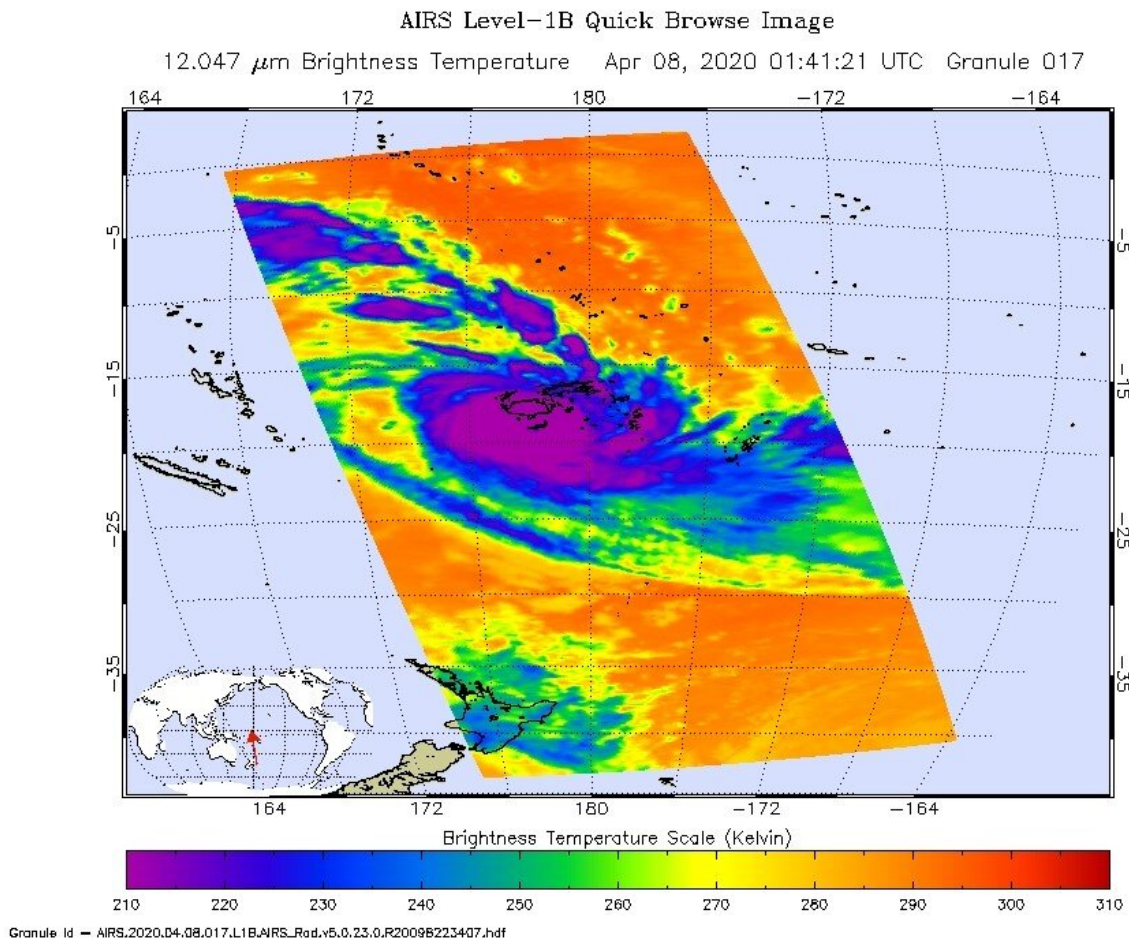 AIRS Level-1B Quick Browse Image
12.047 μm Brightness Temperature Apr 08, 2020 01:41:21 UTC Granule 017
164 172 180 -172 -164
-5 -5
-15 -15
-25 -25
-35 -35
164 172 180 -172 -164
Brightness Temperature Scale (Kelvin)
210 220 230 240 250 260 270 280 290 300 310
Granule Id - AIRS.2020.04.08.017.L1B.AIRS_Rad.v5.0.23.0.R20098223407.hdf